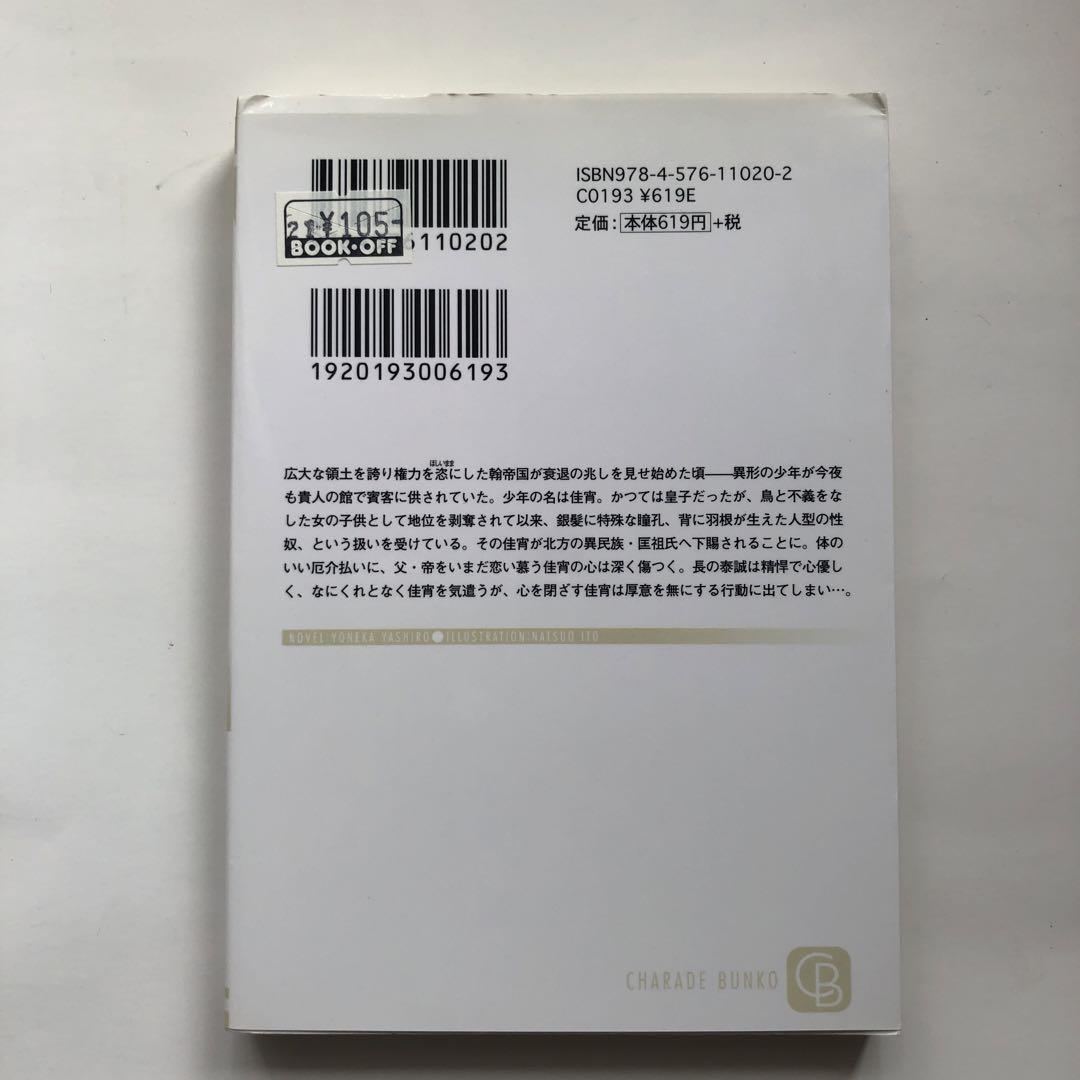 ISBN978-4-576-11020-2
C0193 ¥619E
定価：本体619円+税
¥105-
BOOK・OFF
6110202
1920193006193
ほしいまま
広大な領土を誇り権力を恣にした翰帝国が衰退の兆しを見せ始めた頃――異形の少年が今夜
も貴人の館で賓客に供されていた。少年の名は佳宵。かつては皇子だったが、鳥と不義をな
した女の子供として地位を剥奪されて以来、銀髪に特殊な瞳孔、背に羽根が生えた人型の性
奴、という扱いを受けている。その佳宵が北方の異民族・匡祖氏へ下賜されることに。体の
いい厄介払いに、父・帝をいまだ恋い慕う佳宵の心は深く傷つく。長の泰誠は精悍で心優し
く、なにくれとなく佳宵を気遣うが、心を閉ざす佳宵は厚意を無にする行動に出てしまい…。
NOVEL YONEKA YASHIRO●ILLUSTRATION NATSUO ITO
CHARADE BUNKO
CB